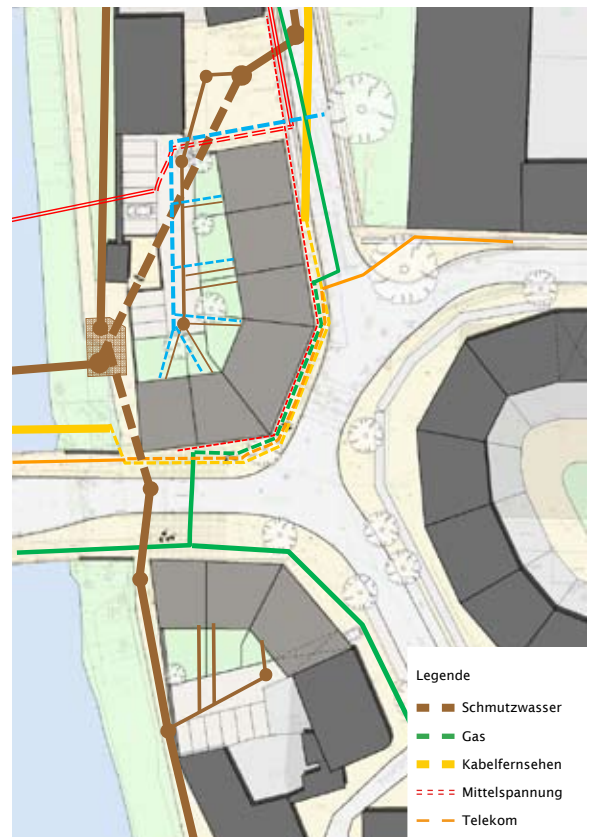 Legende
Schmutzwasser
Gas
Kabelfernsehen
Mittelspannung
Telekom